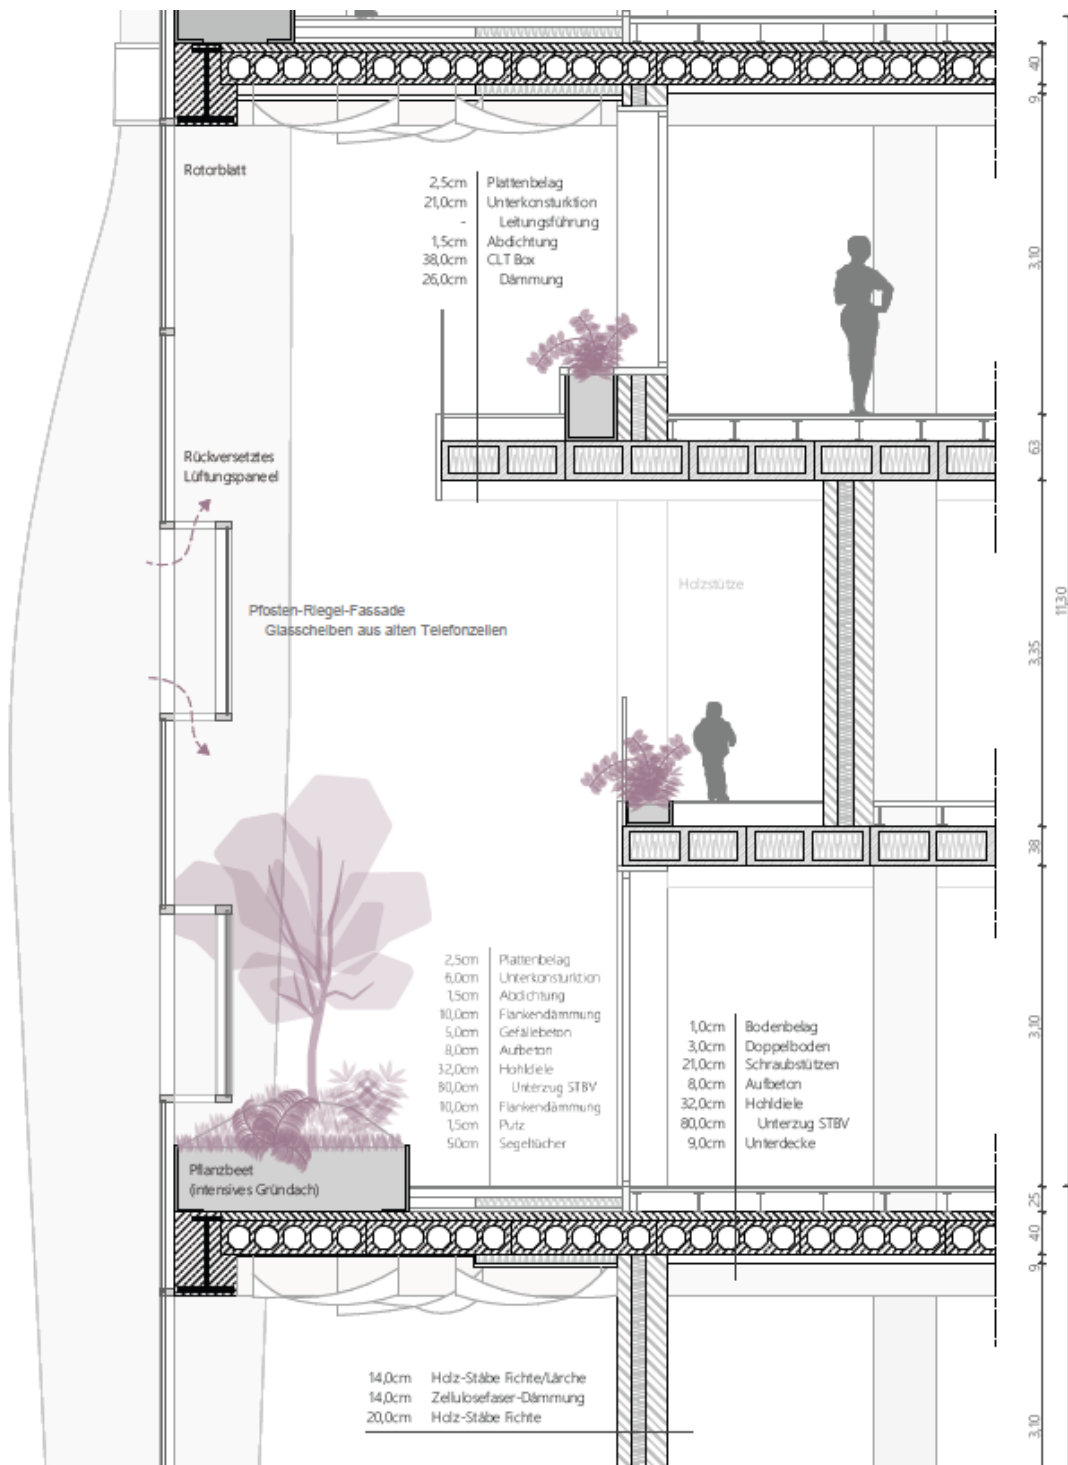 40
9
Rotorblatt
2,5cm Plattenbelag
21,0cm Unterkonsturktion
- Leitungsführung
1,5cm Abdichtung
38,0cm CLT Box
26,0cm Dämmung
3,10
63
Rückversetztes
Lüftungspaneel
Holzstütze
11,30
Pfosten-Riegel-Fassade
Glasscheiben aus alten Telefonzellen
3,35
38
2,5cm Plattenbelag
6,0cm Unterkonsturktion
1,5cm Abdichtung
10,0cm Flankendämmung
5,0cm Gefällebeton
8,0cm Aufbeton
32,0cm Hohldiele
80,0cm Unterzug STBV
10,0cm Flankendämmung
1,5cm Putz
50cm Segeltücher
1,0cm Bodenbelag
3,0cm Doppelboden
21,0cm Schraubstützen
8,0cm Aufbeton
32,0cm Hohldiele
80,0cm Unterzug STBV
9,0cm Unterdecke
3,10
Pflanzbeet
(intensives Gründach)
25
40
9
14,0cm Holz-Stäbe Fichte/Lärche
14,0cm Zellulosefaser-Dämmung
20,0cm Holz-Stäbe Fichte
3,10